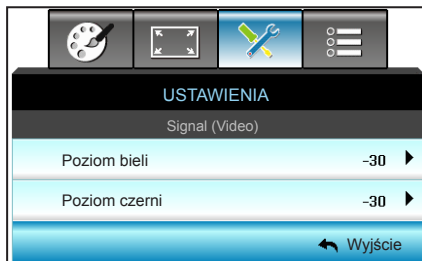 USTAWIENIA
Signal (Video)
Poziom bieli -30
Poziom czerni -30
Wyjście